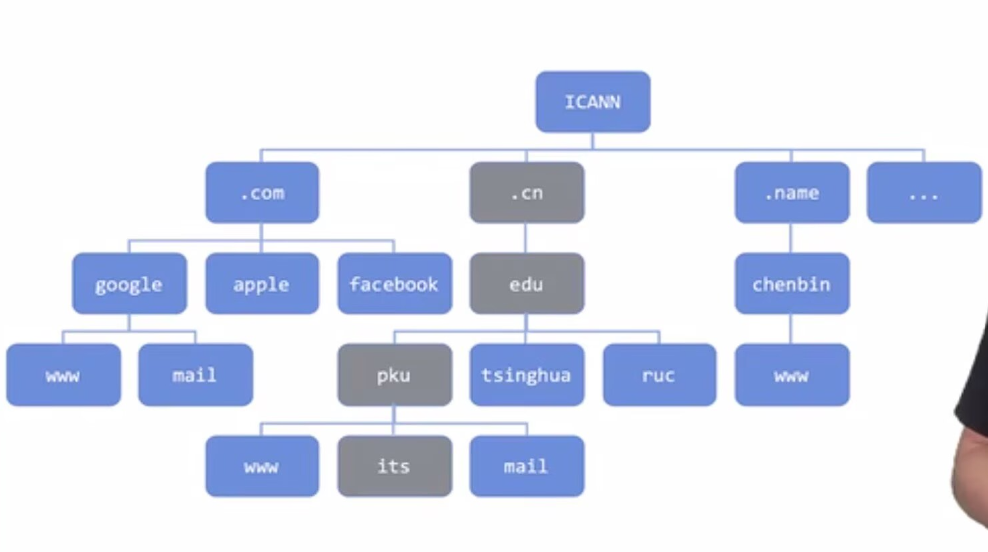 ICANN
.com .cn .name ...
google apple facebook edu chenbin
www mail pku tsinghua ruc www
www its mail